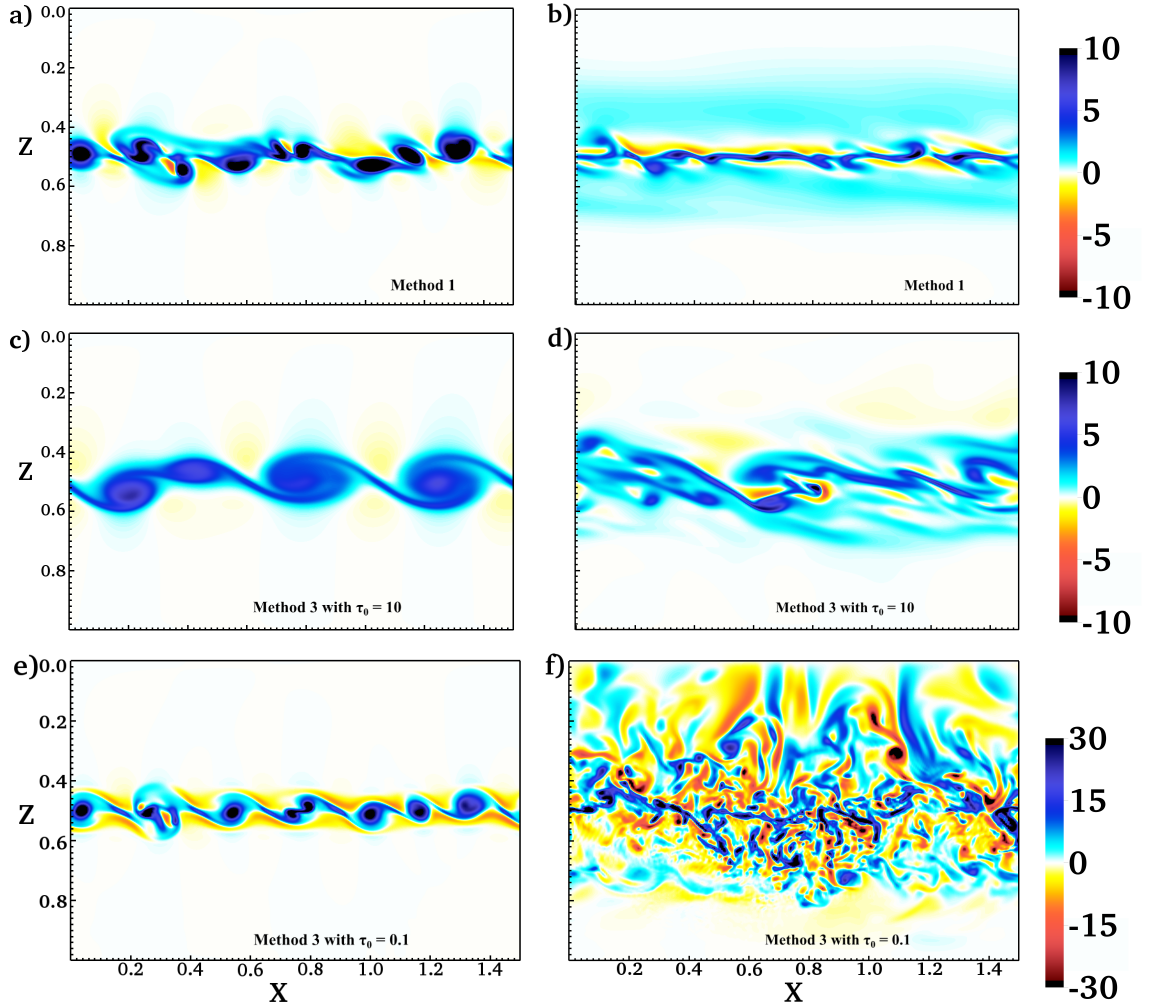 a)
0.0
0.2
0.4
Z
0.6
0.8
Method 1
b)
Method 1
10
5
0
-5
-10
c)
0.0
0.2
0.4
Z
0.6
0.8
Method 3 with τ₀ = 10
d)
Method 3 with τ₀ = 10
10
5
0
-5
-10
e)
0.0
0.2
0.4
Z
0.6
0.8
Method 3 with τ₀ = 0.1
0.2 0.4 0.6 0.8 1.0 1.2 1.4
X
f)
Method 3 with τ₀ = 0.1
0.2 0.4 0.6 0.8 1.0 1.2 1.4
X
30
15
0
-15
-30